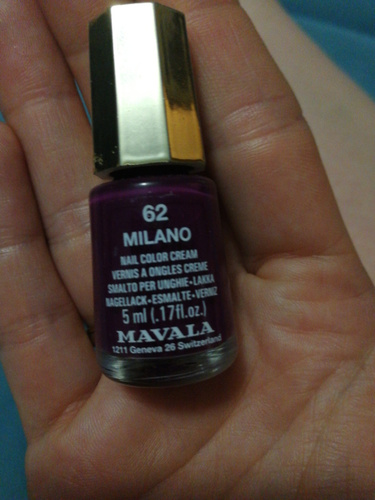 62
MILANO
NAIL COLOR CREAM
VERNIS A ONGLES CREME
SMALTO PER UNGHIE•LAKKA
NAGELLACK•ESMALTE•VERNIZ
5 ml (.17fl.oz.)
MAVALA
1211 Geneva 26 Switzerland